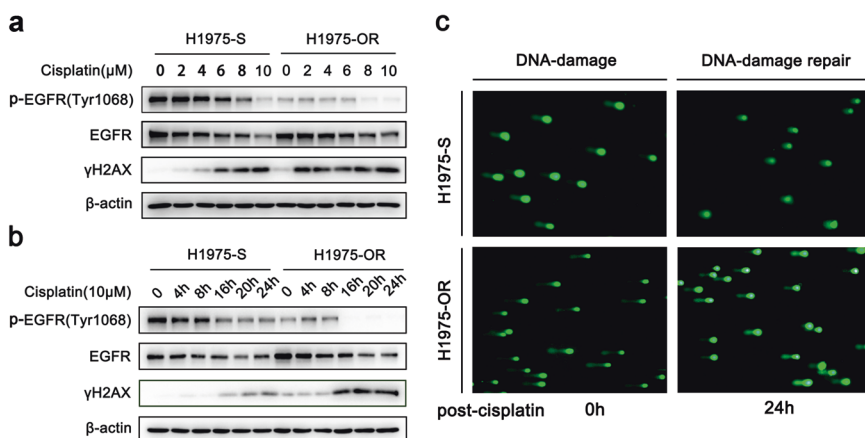 a
H1975-S H1975-OR
Cisplatin(μM) 0 2 4 6 8 10 0 2 4 6 8 10
p-EGFR(Tyr1068)
EGFR
γH2AX
β-actin
b
H1975-S H1975-OR
Cisplatin(10μM) 0 4h 8h 16h 20h 24h 0 4h 8h 16h 20h 24h
p-EGFR(Tyr1068)
EGFR
γH2AX
β-actin
c
DNA-damage DNA-damage repair
H1975-S
H1975-OR
post-cisplatin 0h 24h